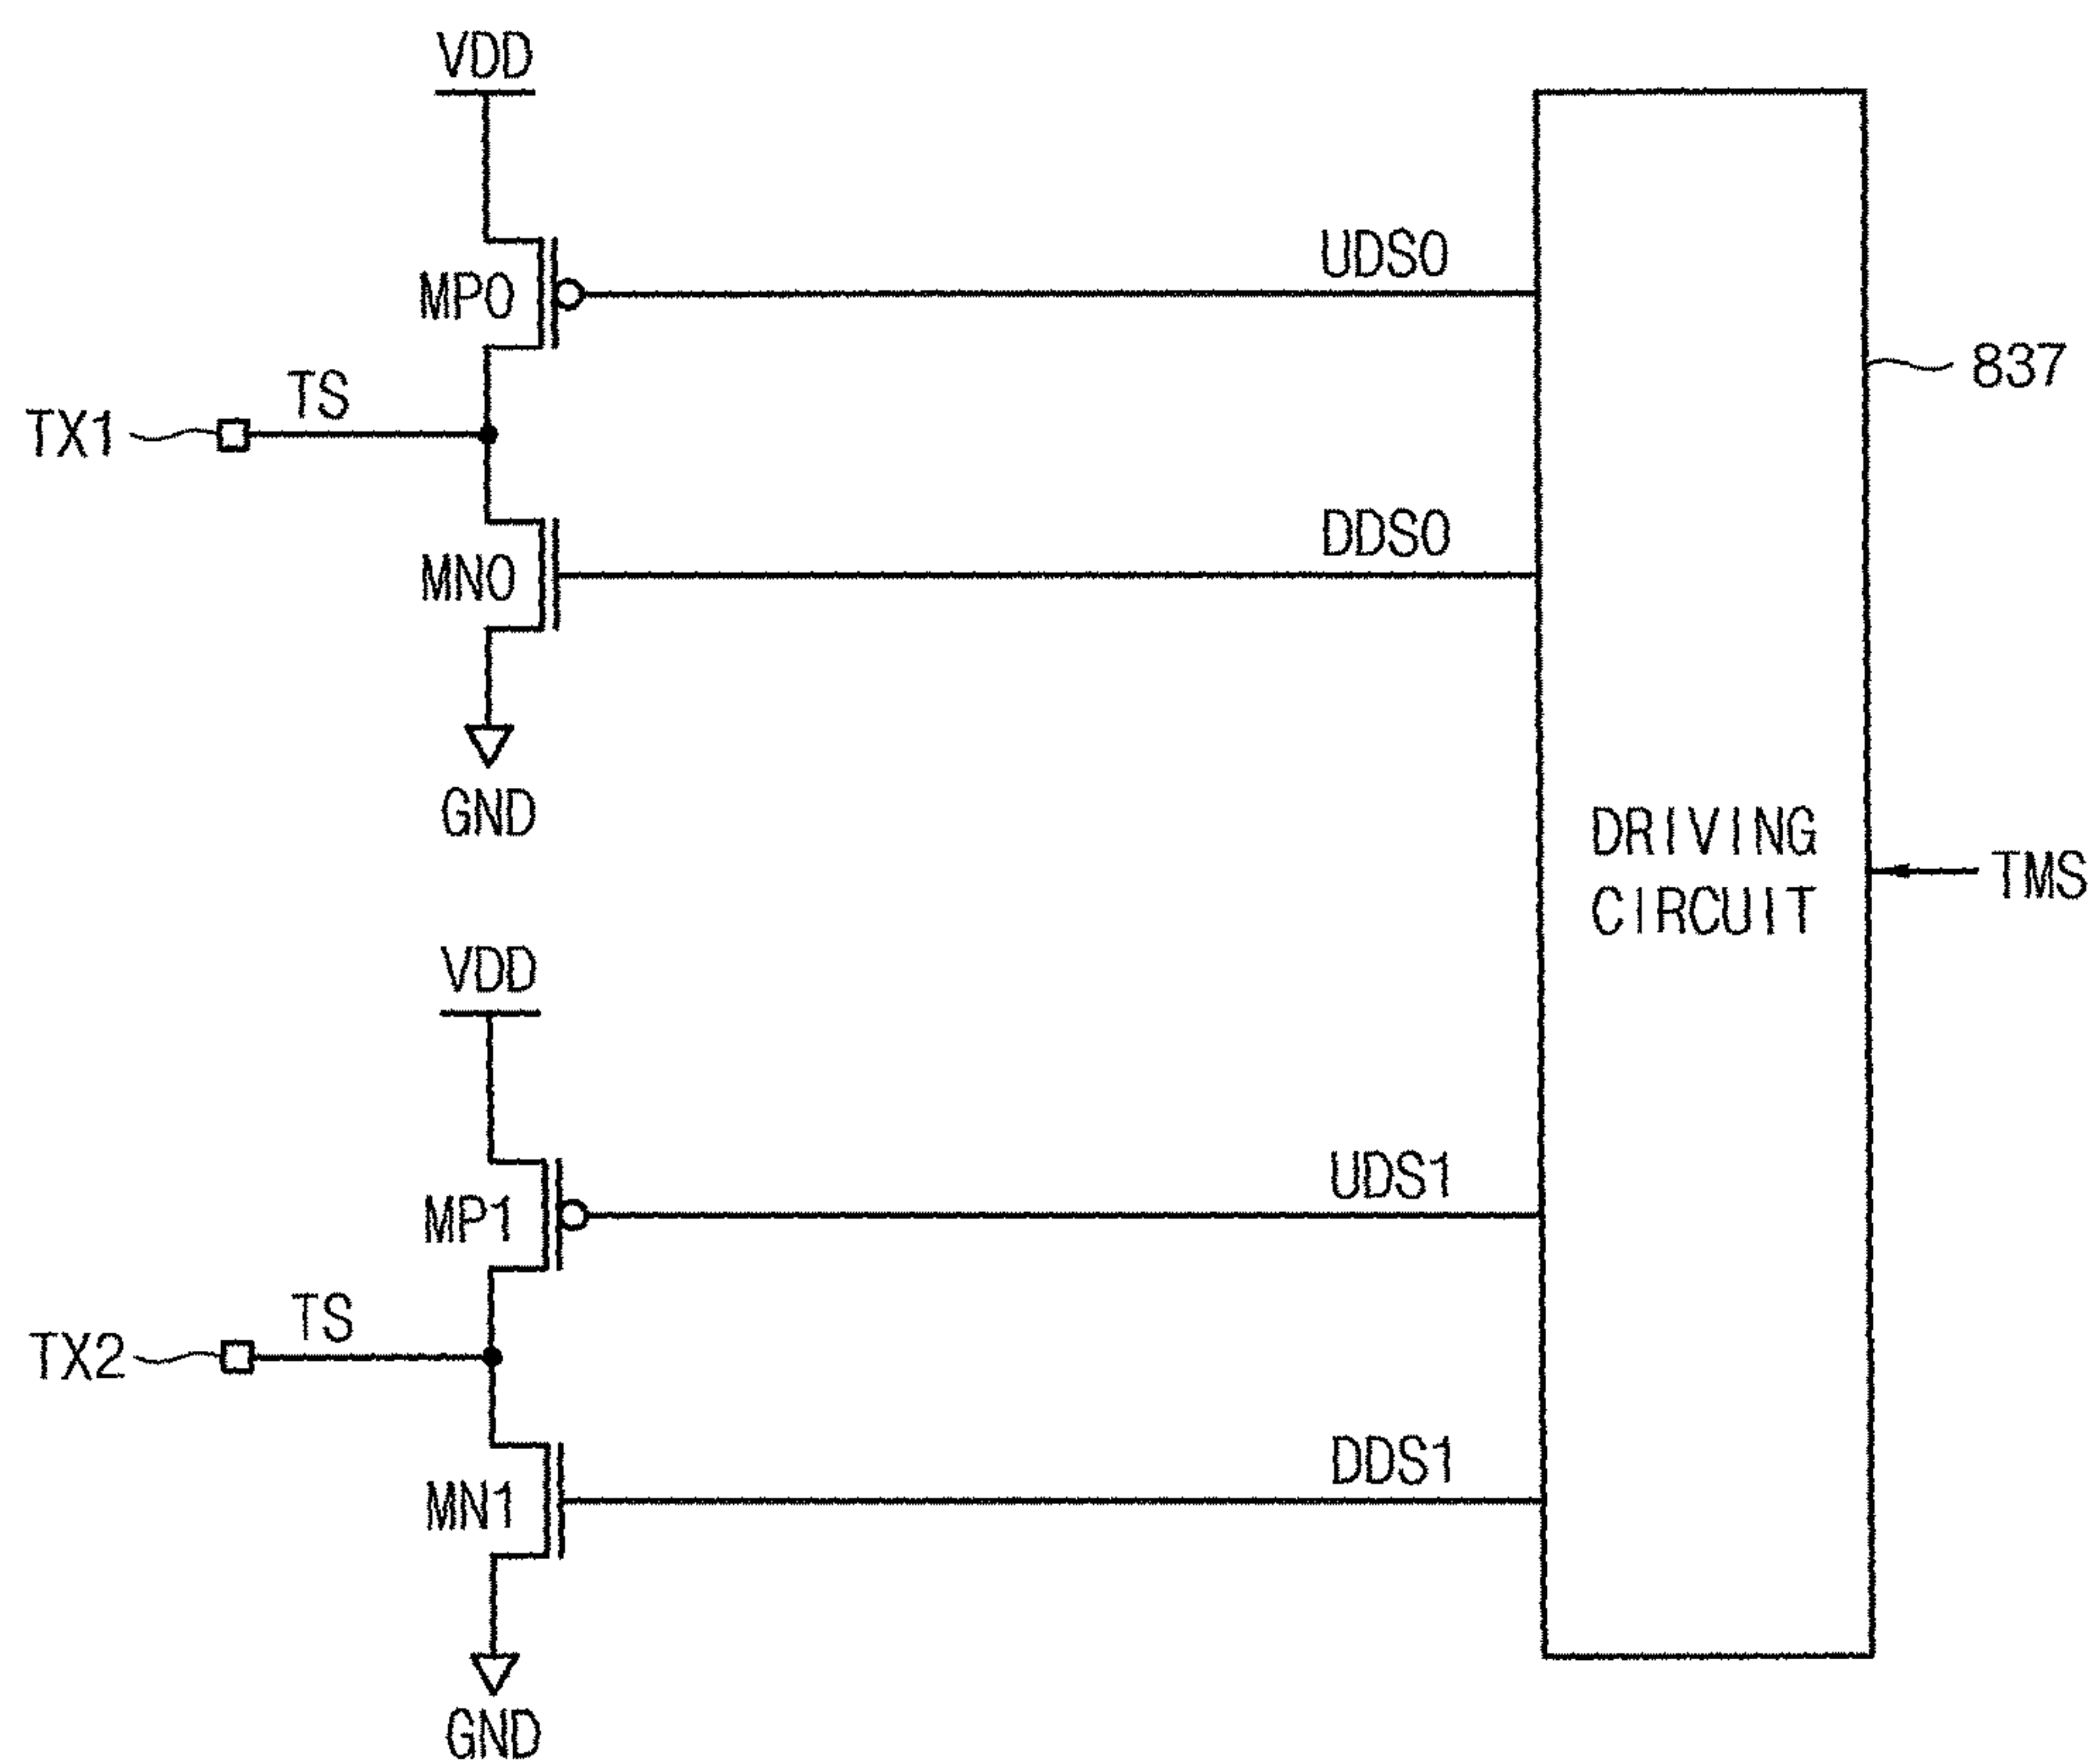 VDD
UDS0
MP0
837
TS
TX1
DDS0
MN0
GND
DRIVING
CIRCUIT
TMS
VDD
UDS1
MP1
TS
TX2
DDS1
MN1
GND